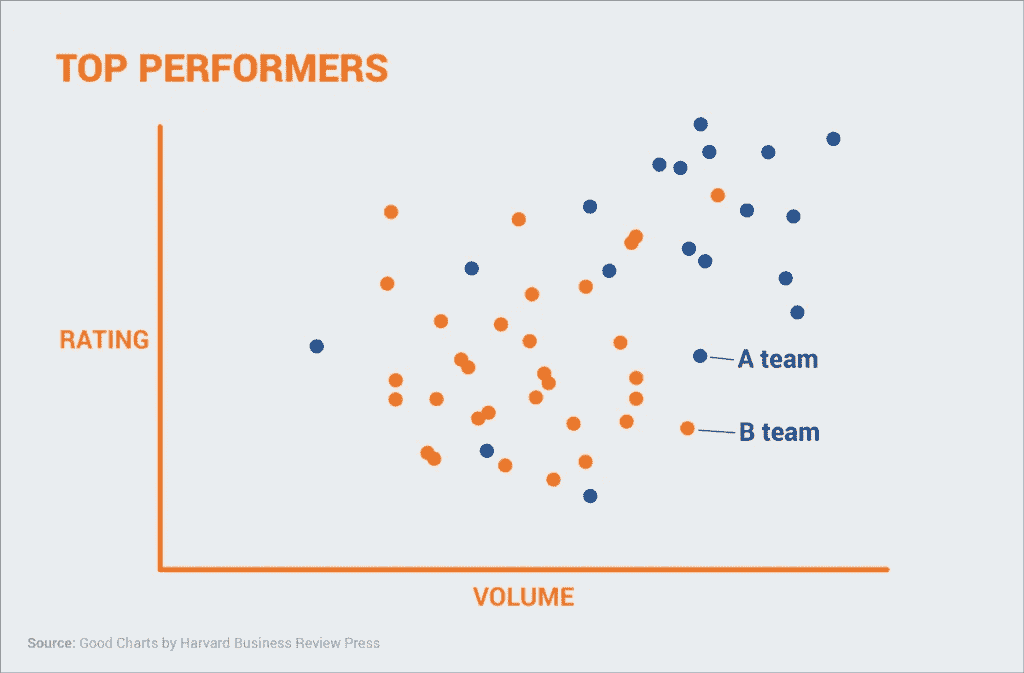 TOP PERFORMERS
RATING
A team
B team
VOLUME
Source: Good Charts by Harvard Business Review Press